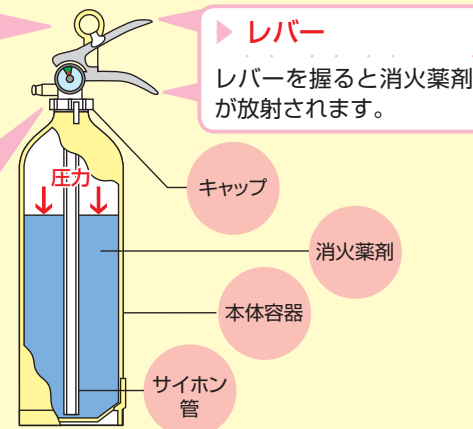 ▶ レバー
レバーを握ると消火薬剤
が放射されます。
圧力
キャップ
消火薬剤
本体容器
サイホン
管